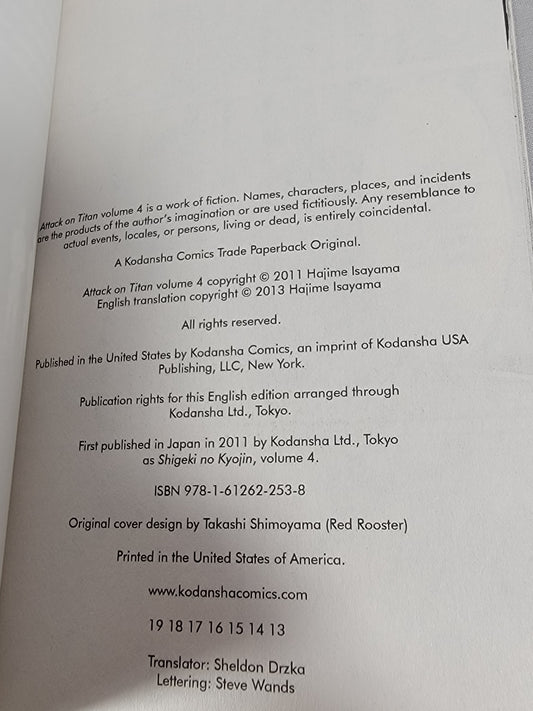 Attack on Titan volume 4 is a work of fiction. Names, characters, places, and incidents
are the products of the author's imagination or are used fictitiously. Any resemblance to
actual events, locales, or persons, living or dead, is entirely coincidental.
A Kodansha Comics Trade Paperback Original.
Attack on Titan volume 4 copyright © 2011 Hajime Isayama
English translation copyright © 2013 Hajime Isayama
All rights reserved.
Published in the United States by Kodansha Comics, an imprint of Kodansha USA
Publishing, LLC, New York.
Publication rights for this English edition arranged through
Kodansha Ltd., Tokyo.
First published in Japan in 2011 by Kodansha Ltd., Tokyo
as Shigeki no Kyojin, volume 4.
ISBN 978-1-61262-253-8
Original cover design by Takashi Shimoyama (Red Rooster)
Printed in the United States of America.
www.kodanshacomics.com
19 18 17 16 15 14 13
Translator: Sheldon Drzka
Lettering: Steve Wands